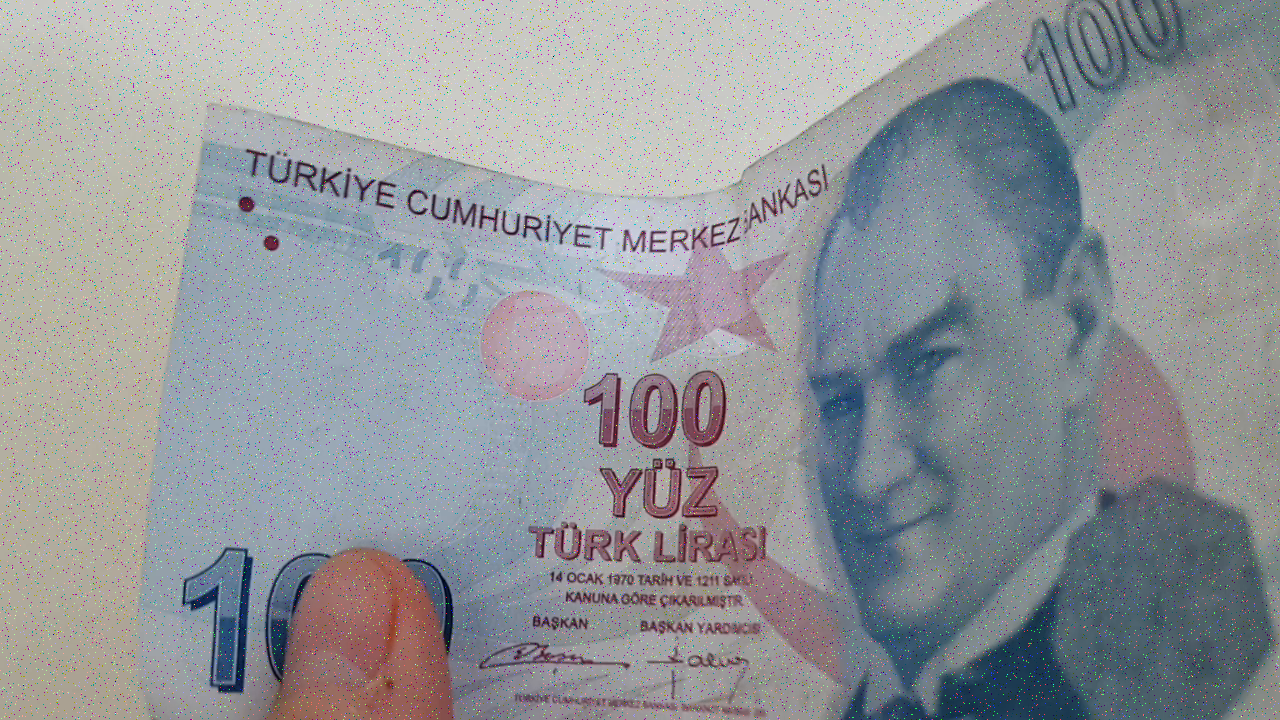 100
TÜRKİYE CUMHURİYET MERKEZ BANKASI
100
YÜZ
TÜRK LİRASI
14 OCAK 1970 TARİH VE 1211 SAYILI
KANUNA GÖRE ÇIKARILMIŞTIR.
BAŞKAN BAŞKAN YARDIMCISI